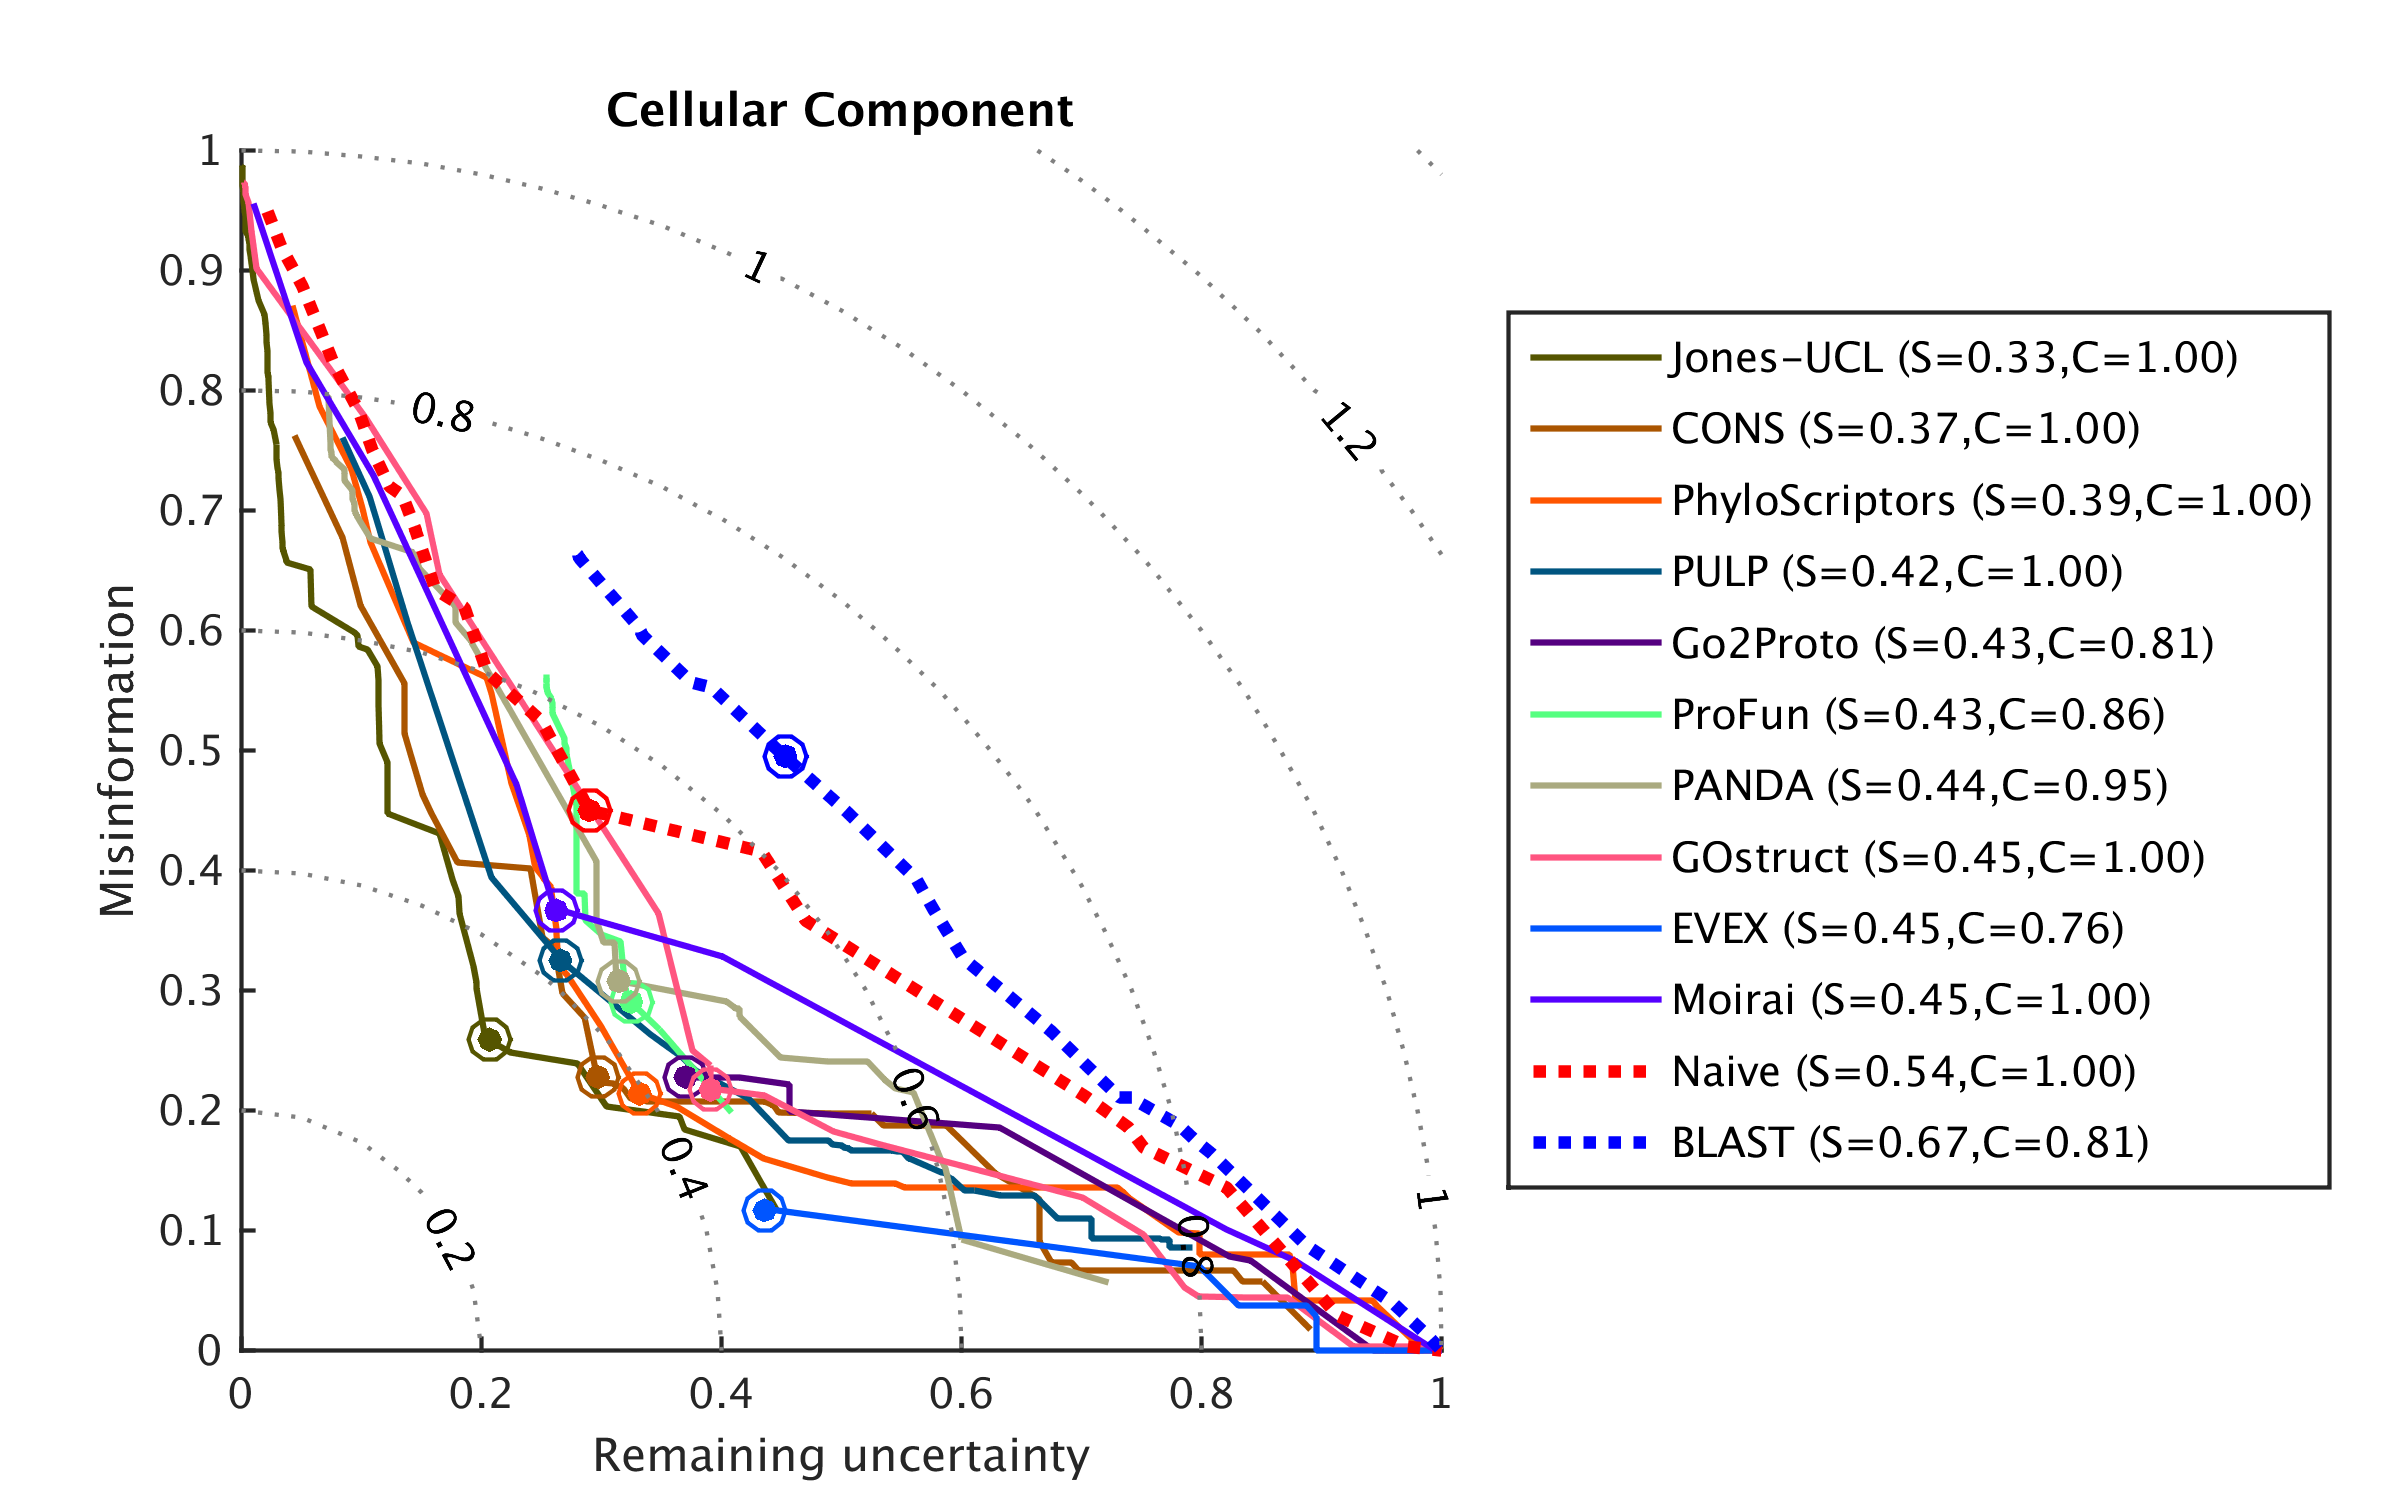 Cellular Component
Misinformation
1
0.9
0.8
0.7
0.6
0.5
0.4
0.3
0.2
0.1
0
0
0.2
0.4
0.6
0.8
1
Remaining uncertainty
1
0.8
1.2
0.6
0.4
0.2
0.8
1
Jones-UCL (S=0.33,C=1.00)
CONS (S=0.37,C=1.00)
PhyloScriptors (S=0.39,C=1.00)
PULP (S=0.42,C=1.00)
Go2Proto (S=0.43,C=0.81)
ProFun (S=0.43,C=0.86)
PANDA (S=0.44,C=0.95)
GOstruct (S=0.45,C=1.00)
EVEX (S=0.45,C=0.76)
Moirai (S=0.45,C=1.00)
Naive (S=0.54,C=1.00)
BLAST (S=0.67,C=0.81)